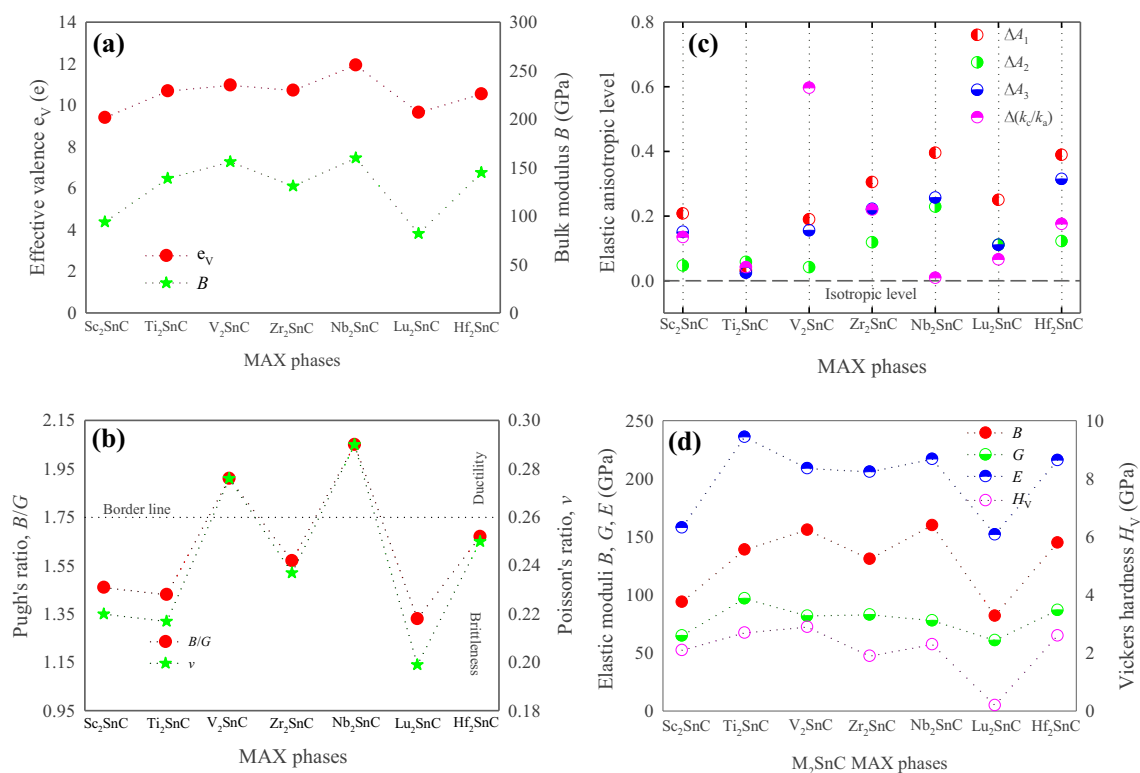 (a)
14
12
10
8
6
4
2
0
Effective valence e_V (e)
300
250
200
150
100
50
0
Bulk modulus B (GPa)
e_V
B
Sc₂SnC Ti₂SnC V₂SnC Zr₂SnC Nb₂SnC Lu₂SnC Hf₂SnC
MAX phases
(c)
0.8
0.6
0.4
0.2
0.0
Elastic anisotropic level
ΔA₁
ΔA₂
ΔA₃
Δ(k_c/k_a)
Isotropic level
Sc₂SnC Ti₂SnC V₂SnC Zr₂SnC Nb₂SnC Lu₂SnC Hf₂SnC
MAX phases
(b)
2.15
1.95
1.75
1.55
1.35
1.15
0.95
Pugh's ratio, B/G
0.30
0.28
0.26
0.24
0.22
0.20
0.18
Poisson's ratio, v
Border line
Ductility
Brittleness
B/G
v
Sc₂SnC Ti₂SnC V₂SnC Zr₂SnC Nb₂SnC Lu₂SnC Hf₂SnC
MAX phases
(d)
250
200
150
100
50
0
Elastic moduli B, G, E (GPa)
10
8
6
4
2
0
Vickers hardness H_V (GPa)
B
G
E
H_V
Sc₂SnC Ti₂SnC V₂SnC Zr₂SnC Nb₂SnC Lu₂SnC Hf₂SnC
M₂SnC MAX phases